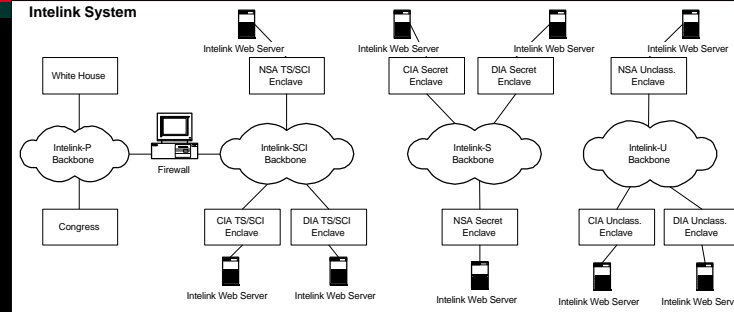 Intelink System
Intelink Web Server
Intelink Web Server
Intelink Web Server
Intelink Web Server
White House
NSA TS/SCI
Enclave
CIA Secret
Enclave
DIA Secret
Enclave
NSA Unclass.
Enclave
Intelink-P
Backbone
Firewall
Intelink-SCI
Backbone
Intelink-S
Backbone
Intelink-U
Backbone
Congress
CIA TS/SCI
Enclave
DIA TS/SCI
Enclave
NSA Secret
Enclave
CIA Unclass.
Enclave
DIA Unclass.
Enclave
Intelink Web Server
Intelink Web Server
Intelink Web Server
Intelink Web Server
Intelink Web Serve